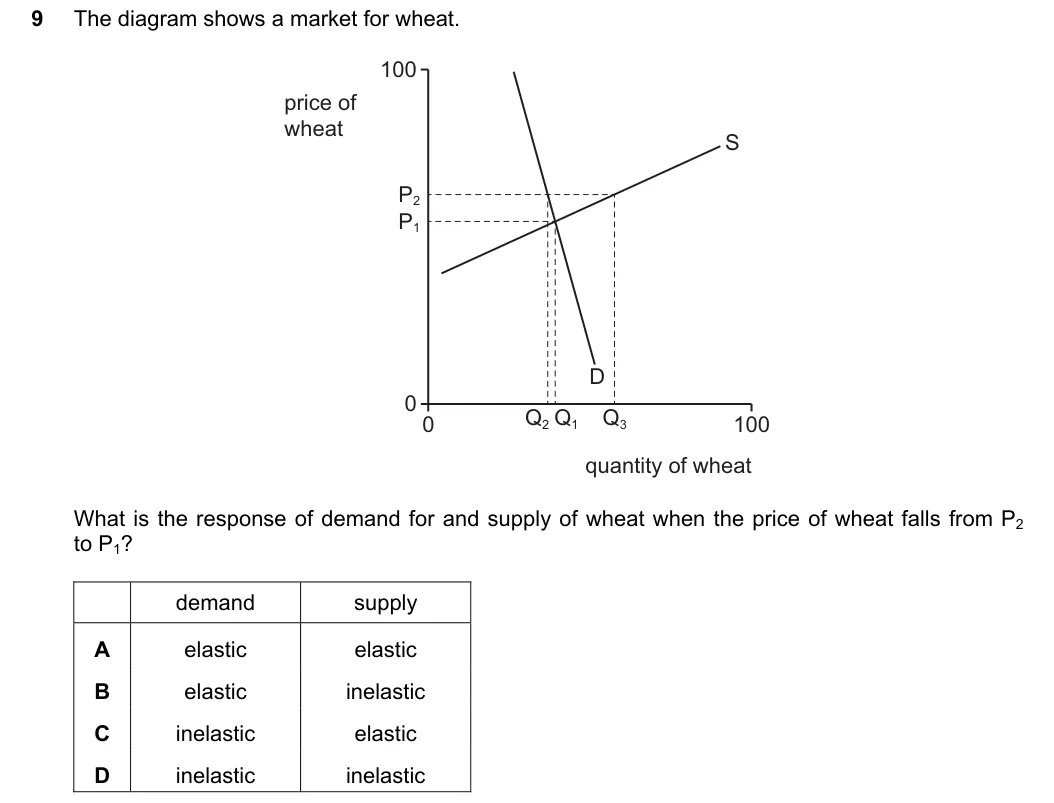 9 The diagram shows a market for wheat.
100
price of
wheat
S
P₂
P₁
D
0
0 Q₂ Q₁ Q₃ 100
quantity of wheat
What is the response of demand for and supply of wheat when the price of wheat falls from P₂
to P₁?
demand supply
A elastic elastic
B elastic inelastic
C inelastic elastic
D inelastic inelastic